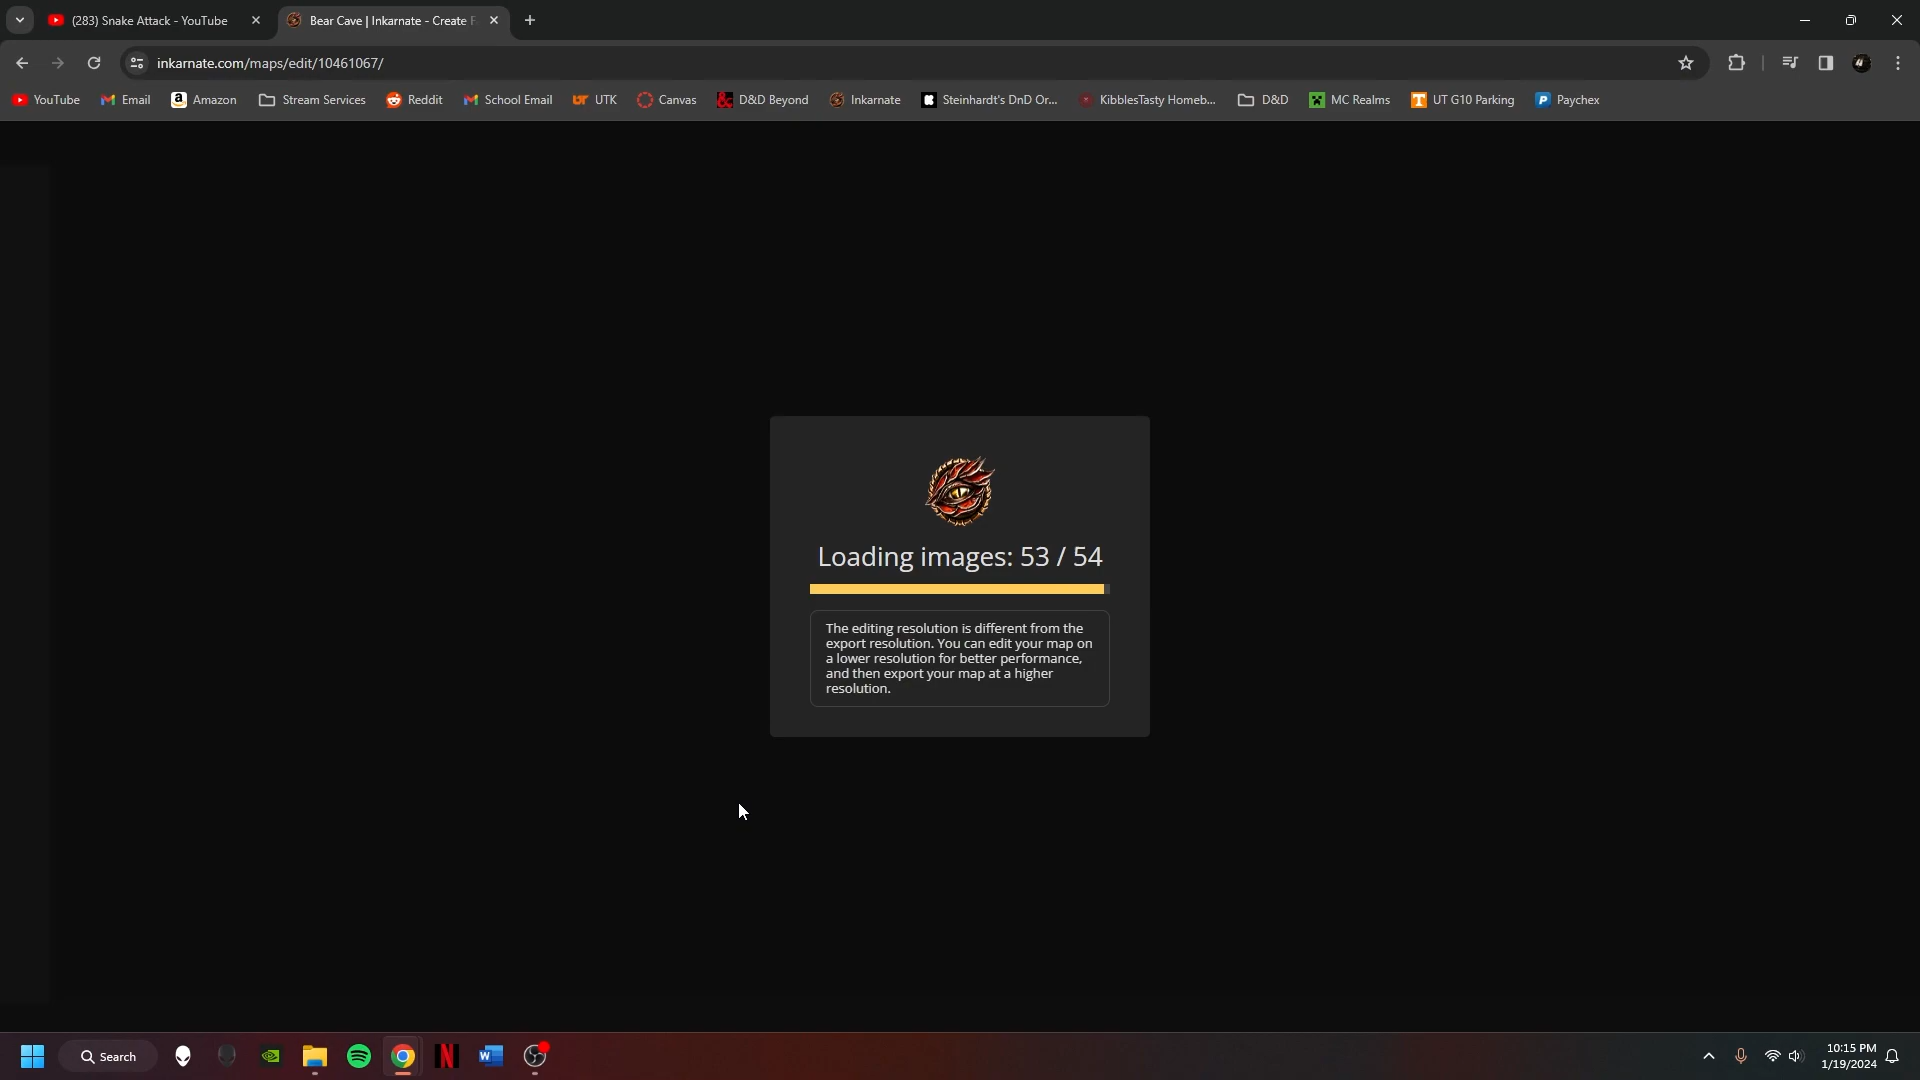 (283) Snake Attack - YouTube
Bear Cave | Inkarnate - Create F
inkarnate.com/maps/edit/10461067/
YouTube
Email
Amazon
Stream Services
Reddit
School Email
UTK
Canvas
D&D Beyond
Inkarnate
Steinhardt's DnD Or...
KibblesTasty Homeb...
D&D
MC Realms
UT G10 Parking
Paychex
Loading images: 53 / 54
The editing resolution is different from the
export resolution. You can edit your map on
a lower resolution for better performance,
and then export your map at a higher
resolution.
Search
10:15 PM
1/19/2024